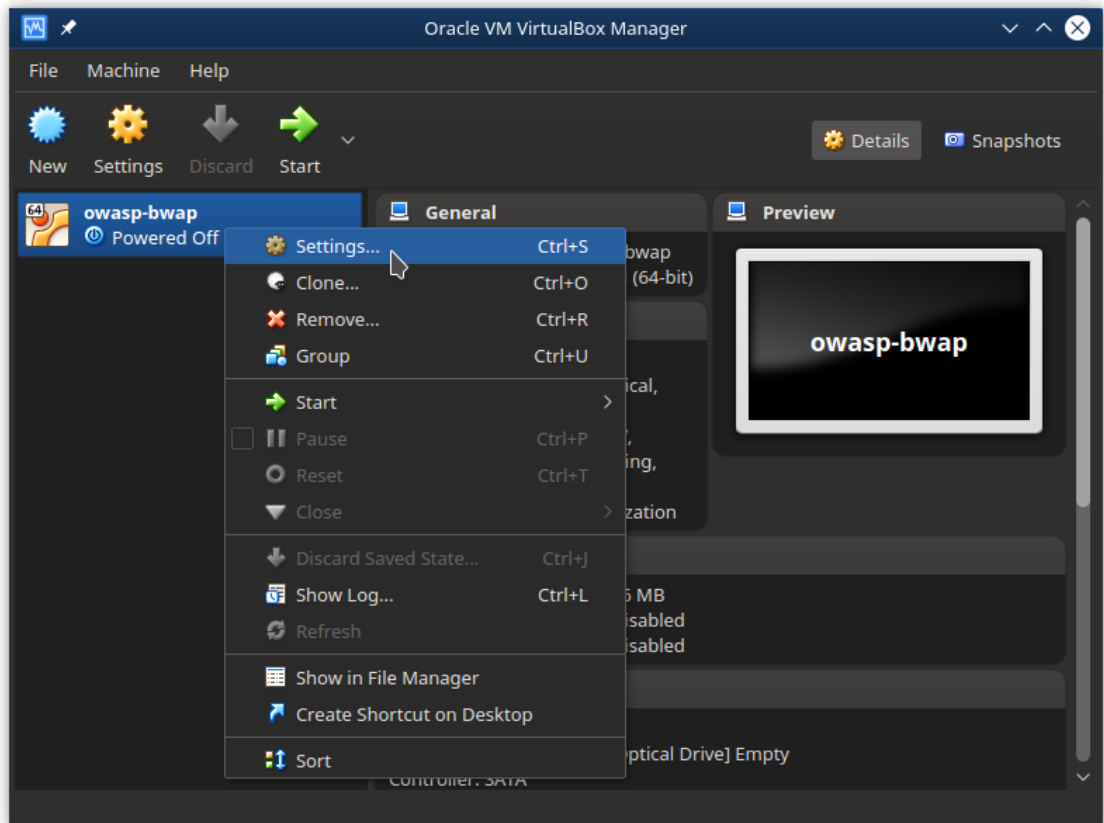 Oracle VM VirtualBox Manager
File Machine Help
New Settings Discard Start
Details Snapshots
64
owasp-bwap
Powered Off
General
bwap
(64-bit)
ical,
,
ing,
zation
MB
isabled
isabled
ptical Drive] Empty
Controller: SATA
Preview
owasp-bwap
Settings... Ctrl+S
Clone... Ctrl+O
Remove... Ctrl+R
Group Ctrl+U
Start
Pause Ctrl+P
Reset Ctrl+T
Close
Discard Saved State... Ctrl+J
Show Log... Ctrl+L
Refresh
Show in File Manager
Create Shortcut on Desktop
Sort